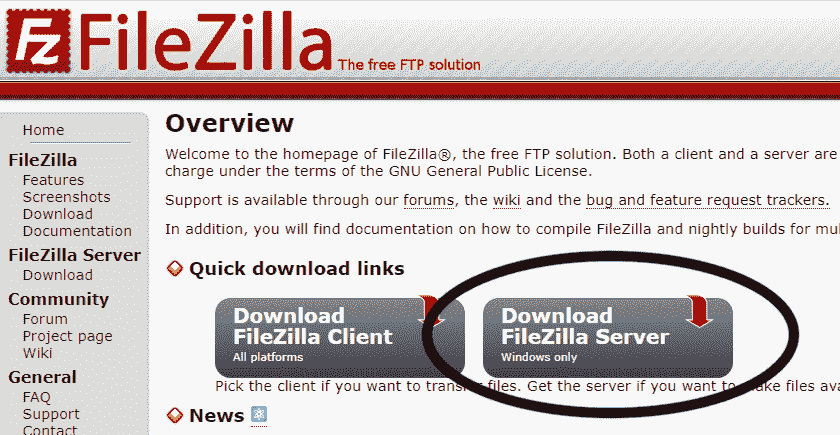 Fz FileZilla The free FTP solution
Home
FileZilla
Features
Screenshots
Download
Documentation
FileZilla Server
Download
Community
Forum
Project page
Wiki
General
FAQ
Support
Contact
Overview
Welcome to the homepage of FileZilla®, the free FTP solution. Both a client and a server are
charge under the terms of the GNU General Public License.
Support is available through our forums, the wiki and the bug and feature request trackers.
In addition, you will find documentation on how to compile FileZilla and nightly builds for mul
Quick download links
Download
FileZilla Client
All platforms
Download
FileZilla Server
Windows only
Pick the client if you want to transfer files. Get the server if you want to make files ava
News